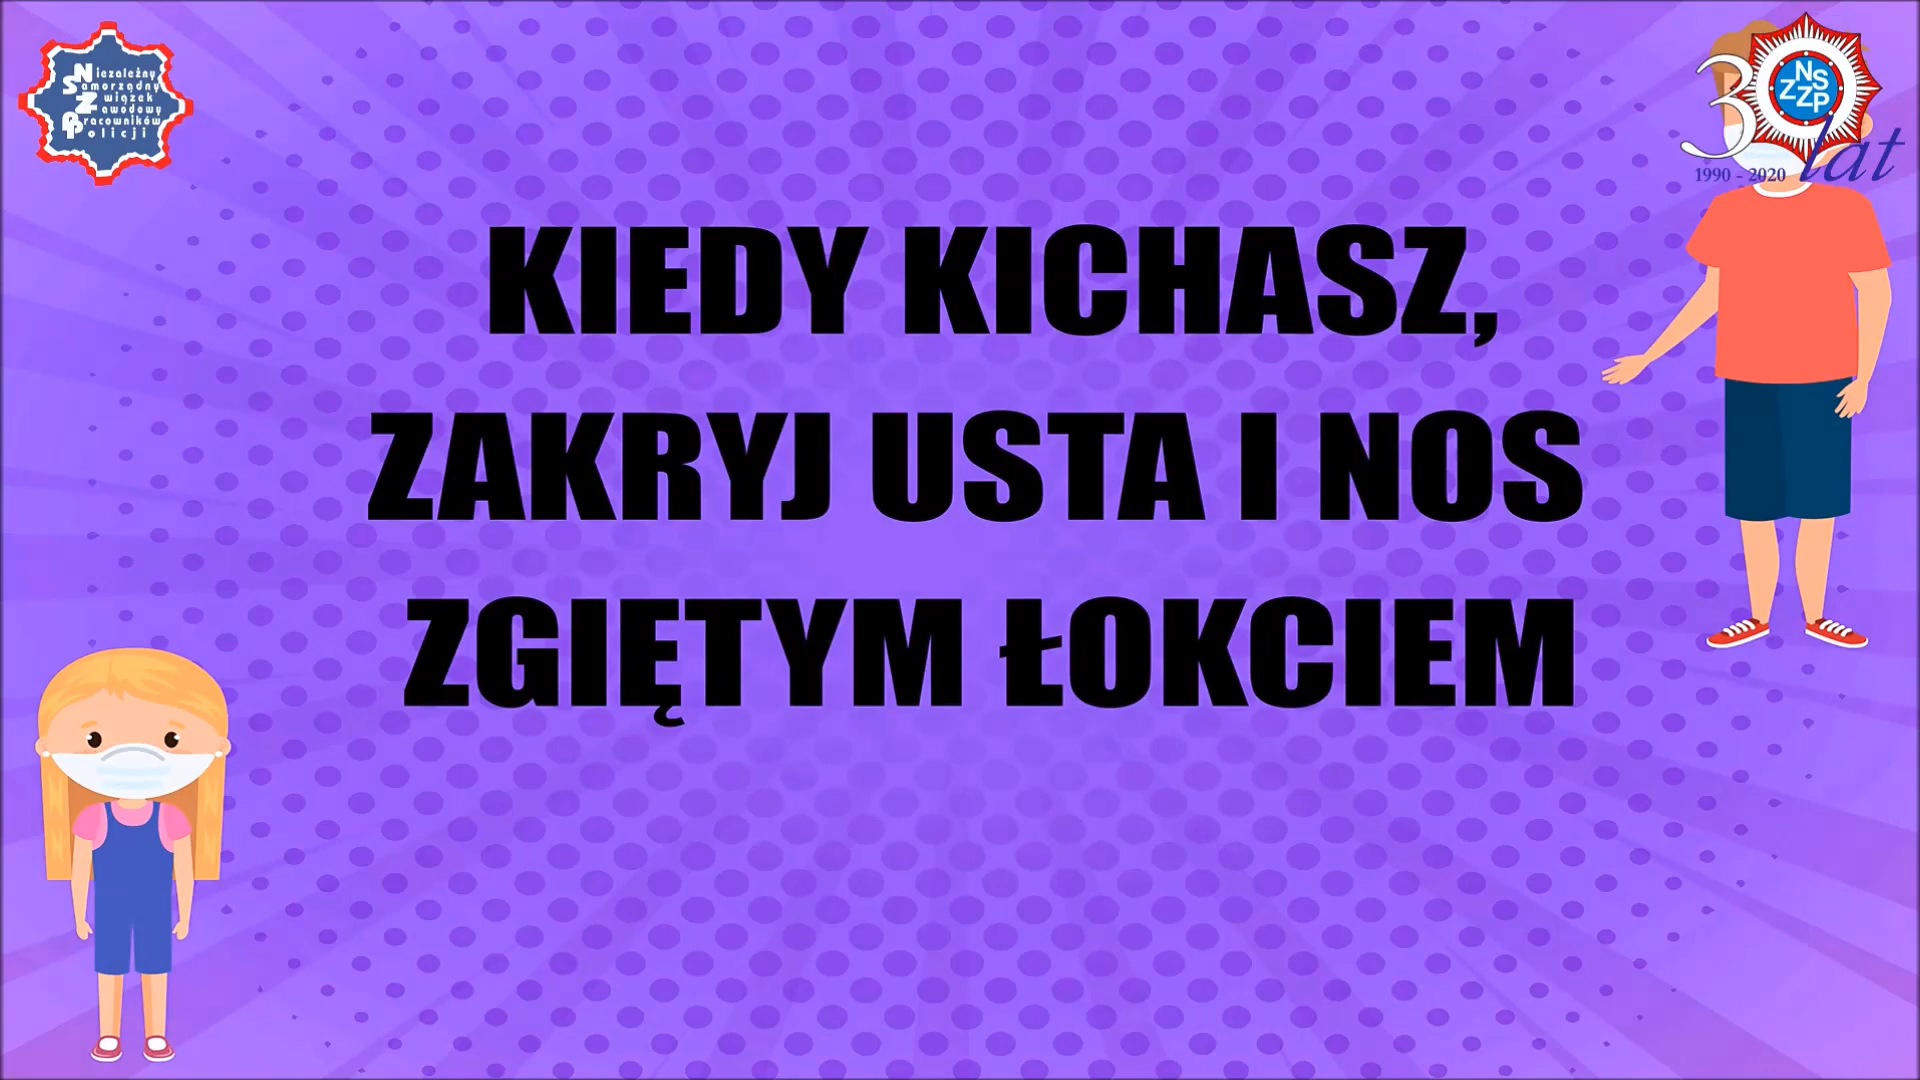 Niezależny
Samorządny
Związek
Zawodowy
Pracowników
Policji
30 lat
NSZZP
1990 - 2020
KIEDY KICHASZ,
ZAKRYJ USTA I NOS
ZGIĘTYM ŁOKCIEM